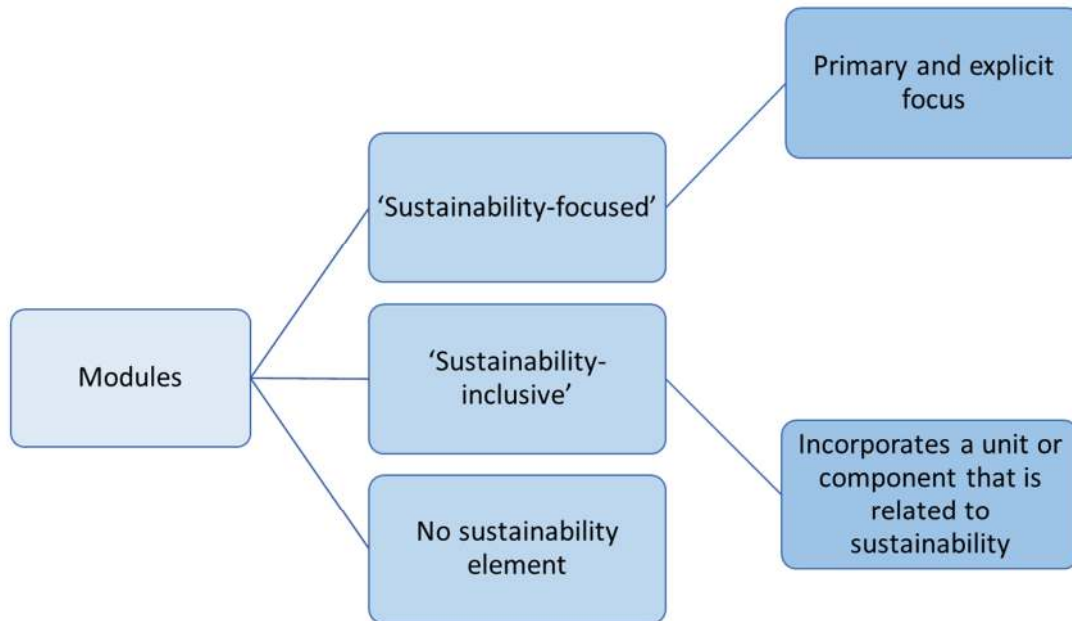 Primary and explicit
focus
‘Sustainability-focused’
Modules
‘Sustainability-
inclusive’
Incorporates a unit or
component that is
related to
sustainability
No sustainability
element